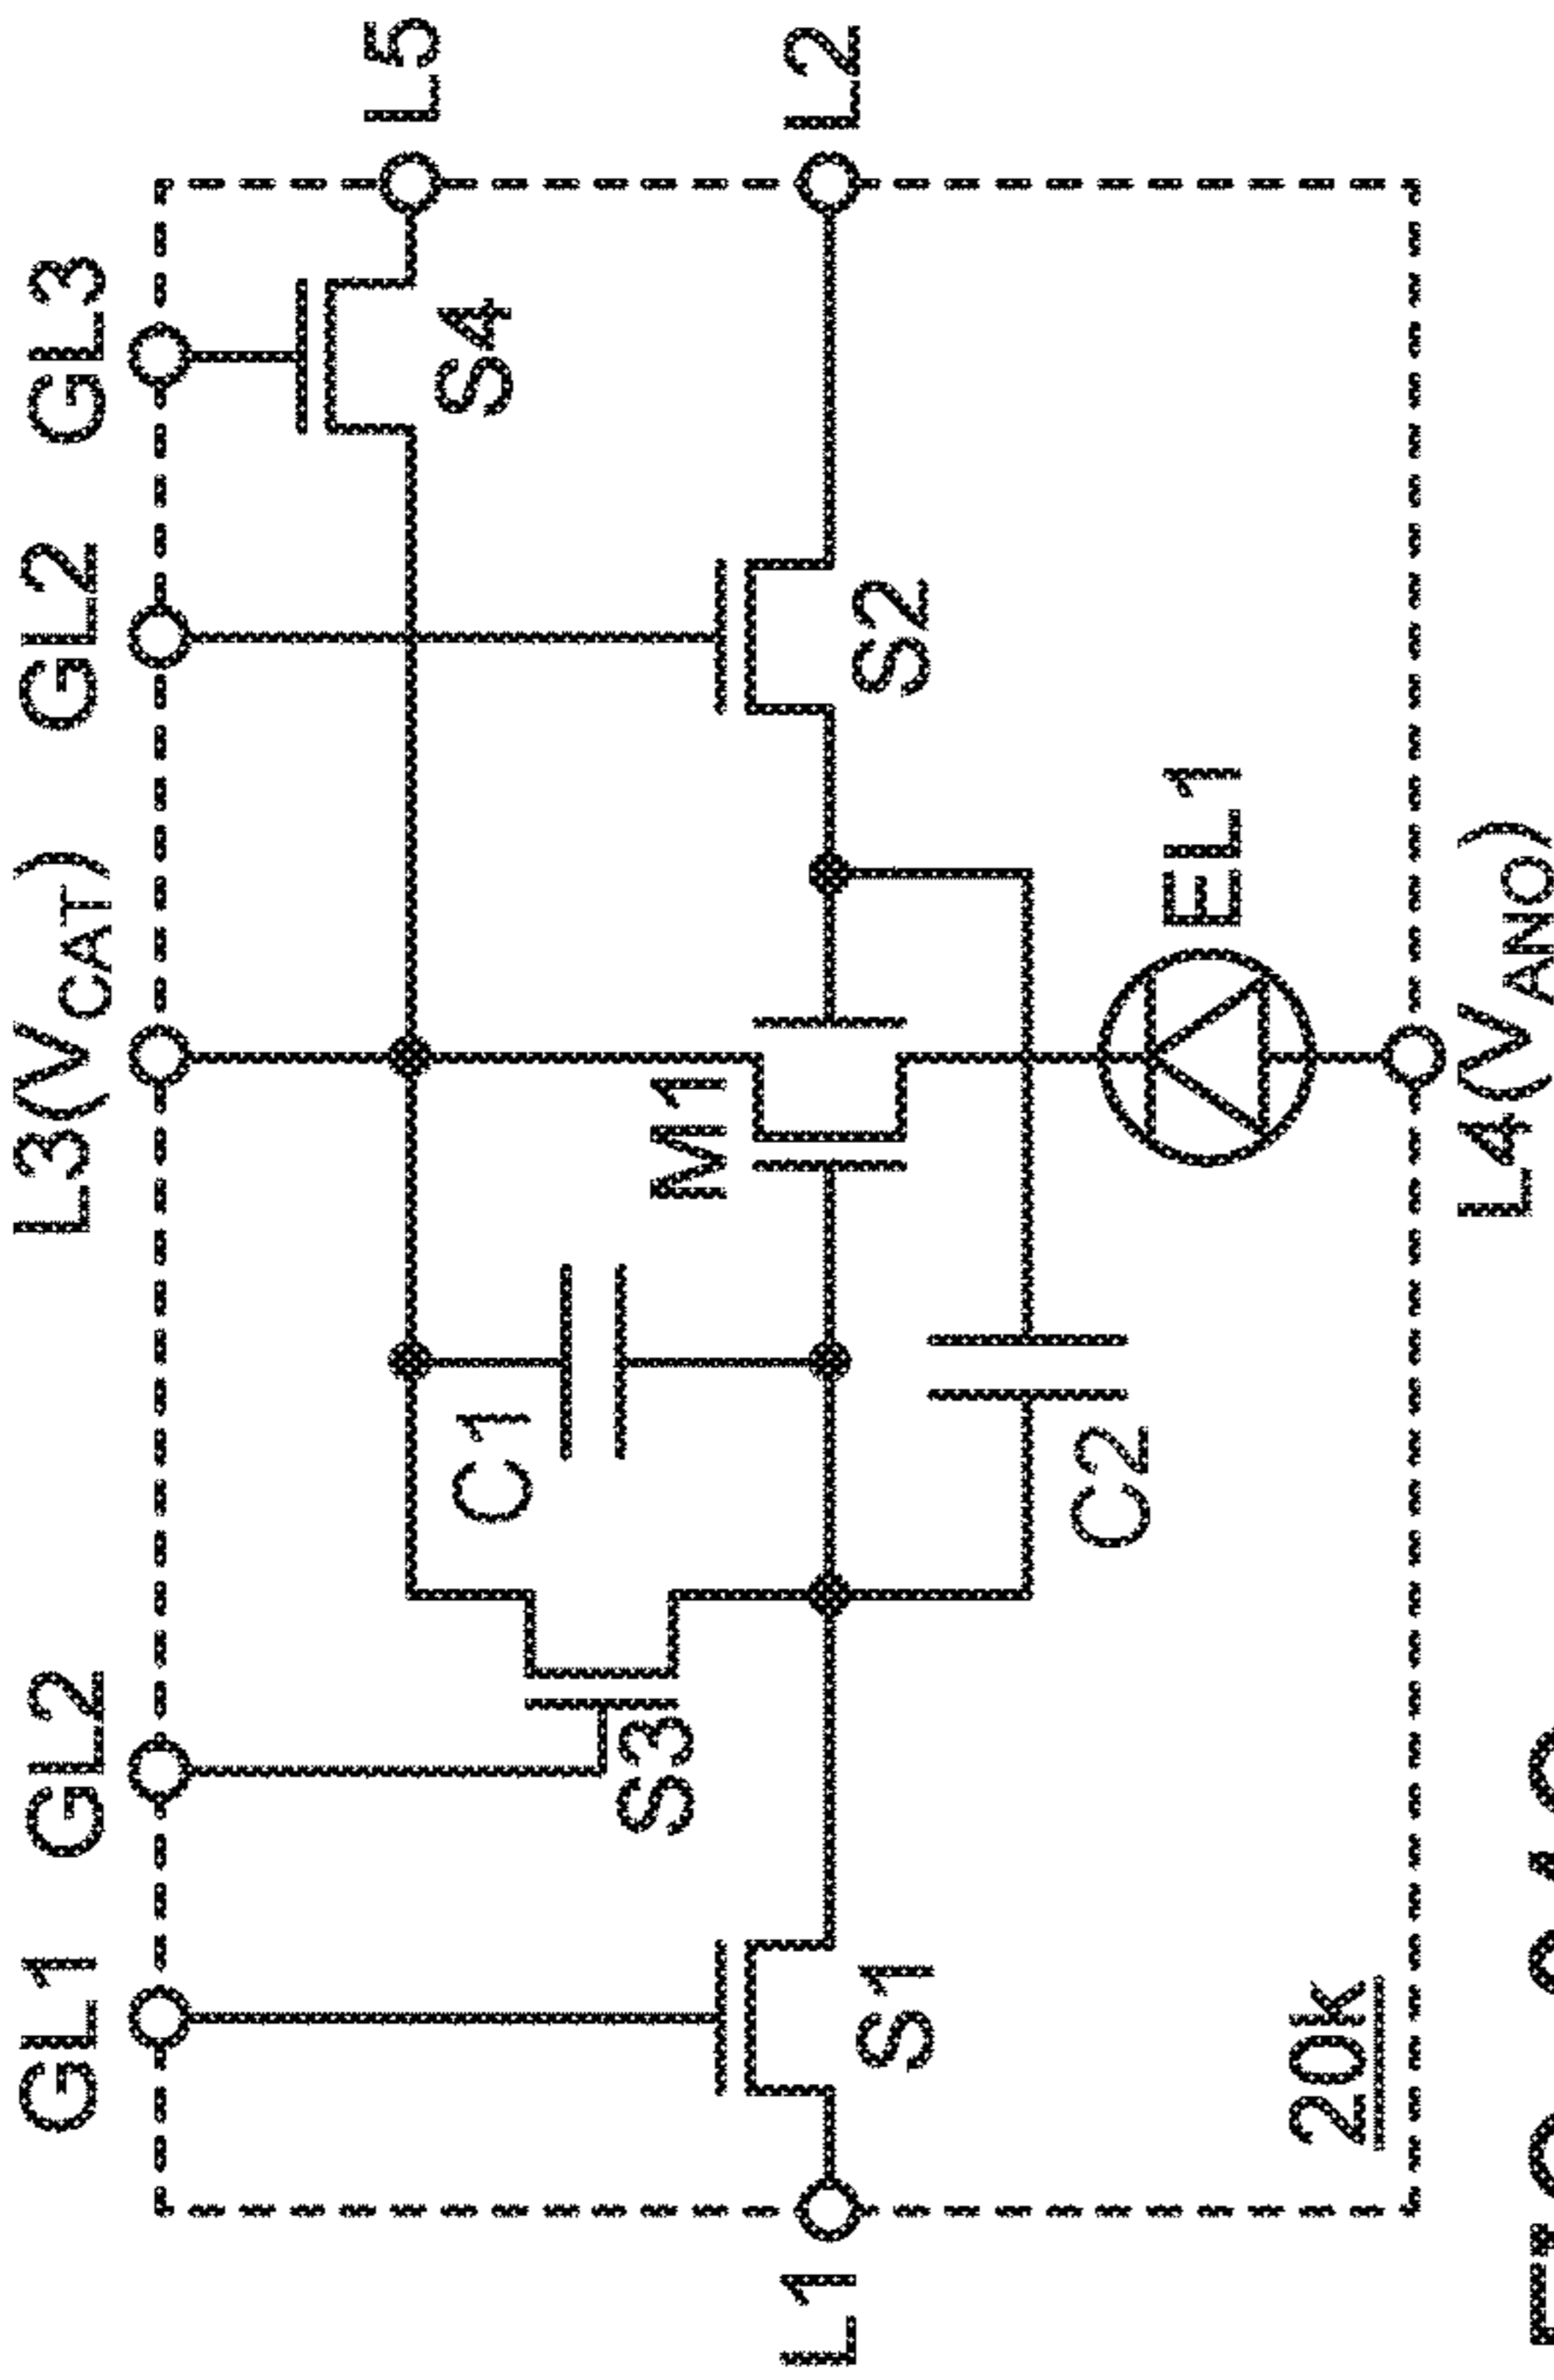 GL1 GL2 L3(VCAT) GL2 GL3
L5
S4
C1
S3
M1
L1
L2
S1
S2
C2
EL1
20k
L4(VANO)